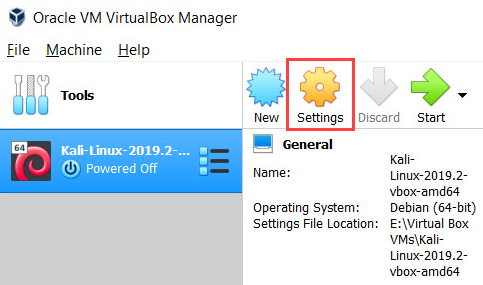 Oracle VM VirtualBox Manager
File Machine Help
Tools
New Settings Discard Start
64
Kali-Linux-2019.2-...
Powered Off
General
Name: Kali-
Linux-2019.2-
vbox-amd64
Operating System: Debian (64-bit)
Settings File Location: E:\Virtual Box
VMs\Kali-
Linux-2019.2-
vbox-amd64